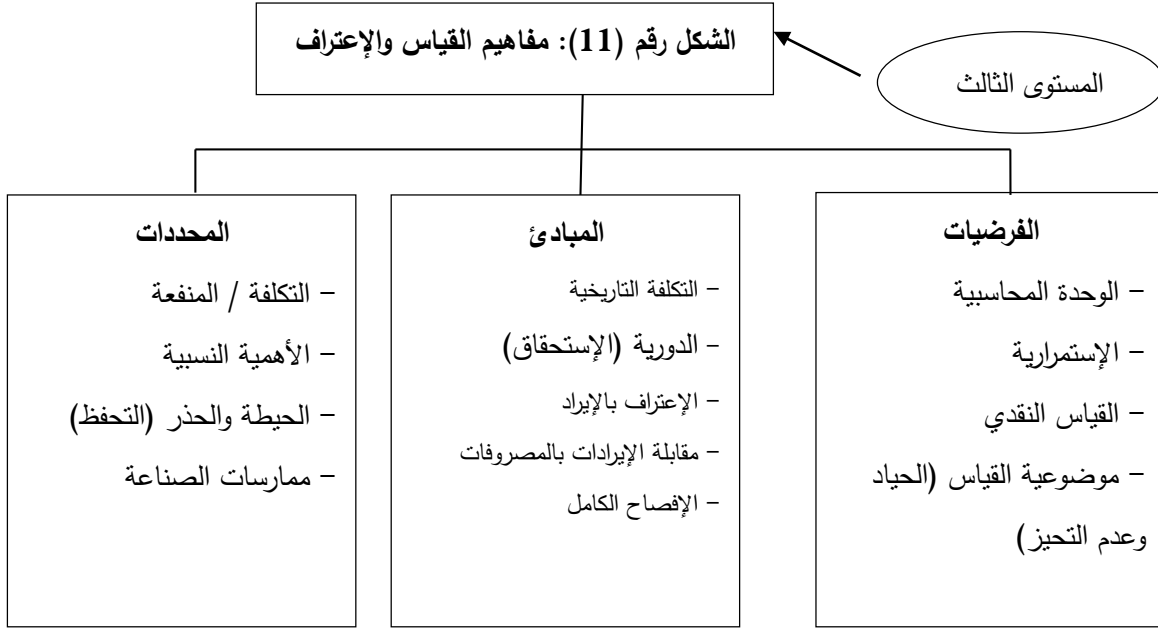 الشكل رقم (11): مفاهيم القياس والإعتراف
المستوى الثالث
الفرضيات
- الوحدة المحاسبية
- الإستمرارية
- القياس النقدي
- موضوعية القياس (الحياد
وعدم التحيز)
المبادئ
- التكلفة التاريخية
- الدورية (الإستحقاق)
- الإعتراف بالإيراد
- مقابلة الإيرادات بالمصروفات
- الإفصاح الكامل
المحددات
- التكلفة / المنفعة
- الأهمية النسبية
- الحيطة والحذر (التحفظ)
- ممارسات الصناعة